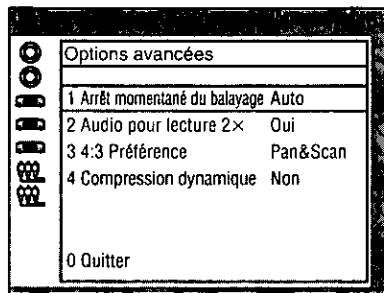 Options avancées
1 Arrêt momentané du balayage Auto
2 Audio pour lecture 2× Oui
3 4:3 Préférence Pan&Scan
4 Compression dynamique Non
0 Quitter